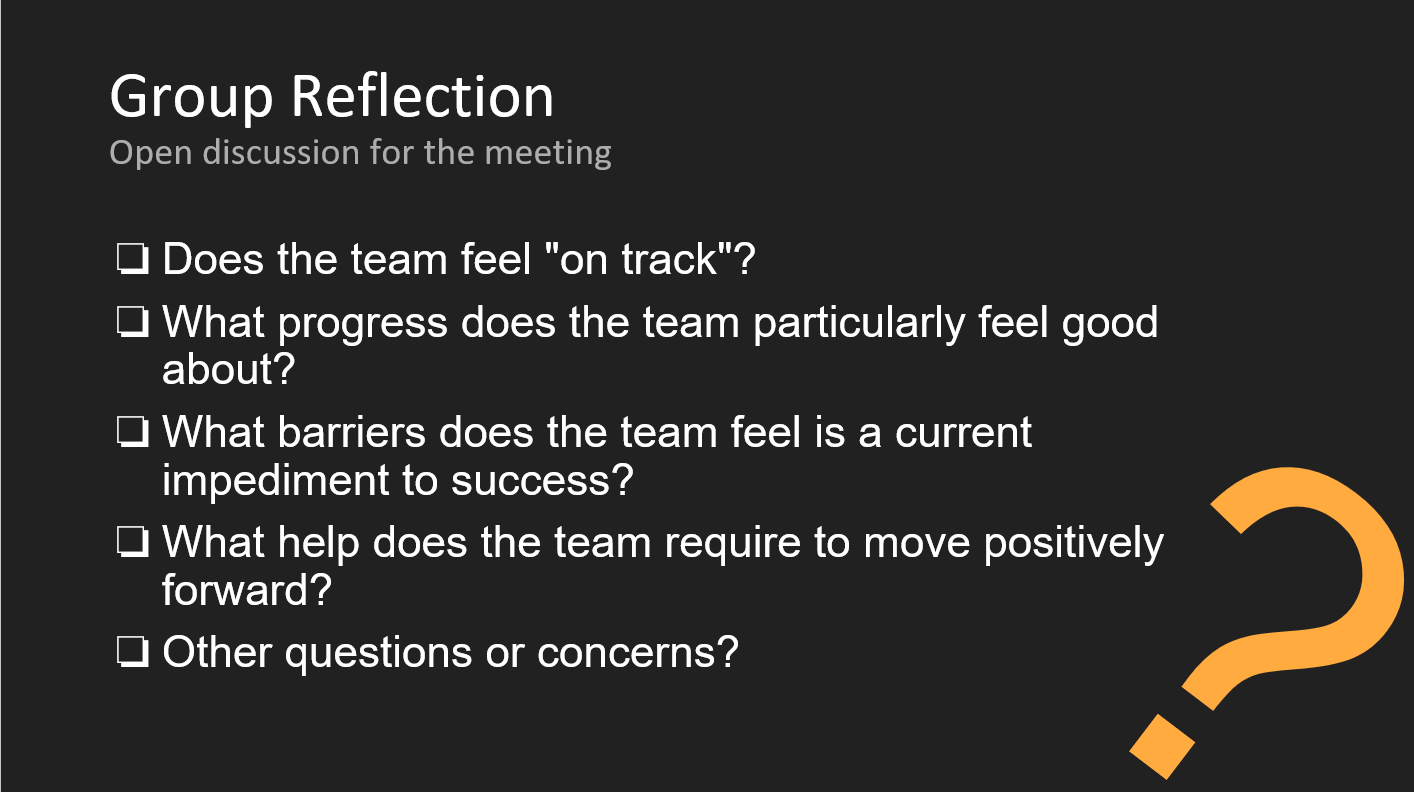 Group Reflection
Open discussion for the meeting
❏ Does the team feel "on track"?
❏ What progress does the team particularly feel good
about?
❏ What barriers does the team feel is a current
impediment to success?
❏ What help does the team require to move positively
forward?
❏ Other questions or concerns?
?